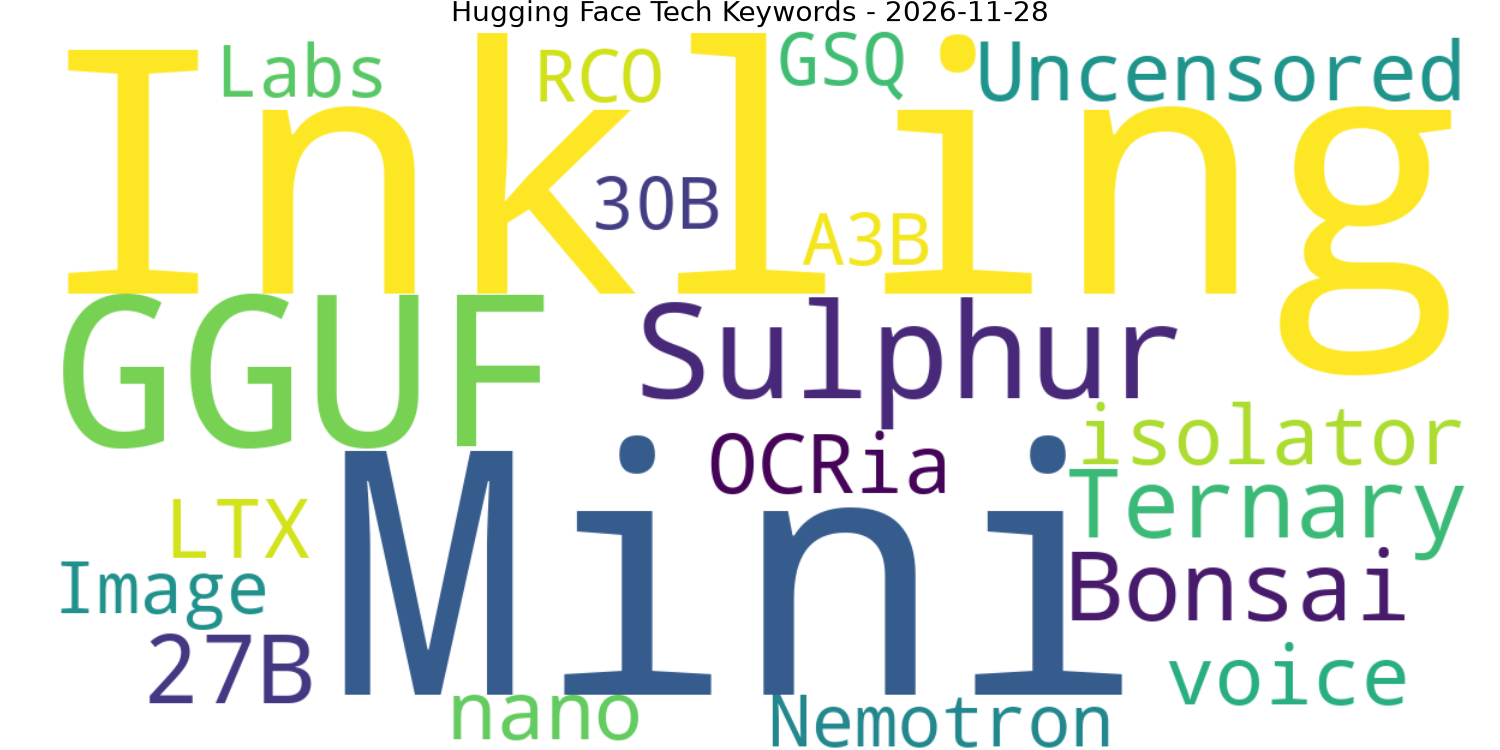 Hugging Face Tech Keywords - 2026-11-28
Labs
RCO
GSQ
Uncensored
Inkling
30B
A3B
GGUF
Sulphur
isolator
OCRia
Mini
Ternary
LTX
Image
Bonsai
27B
voice
nano
Nemotron